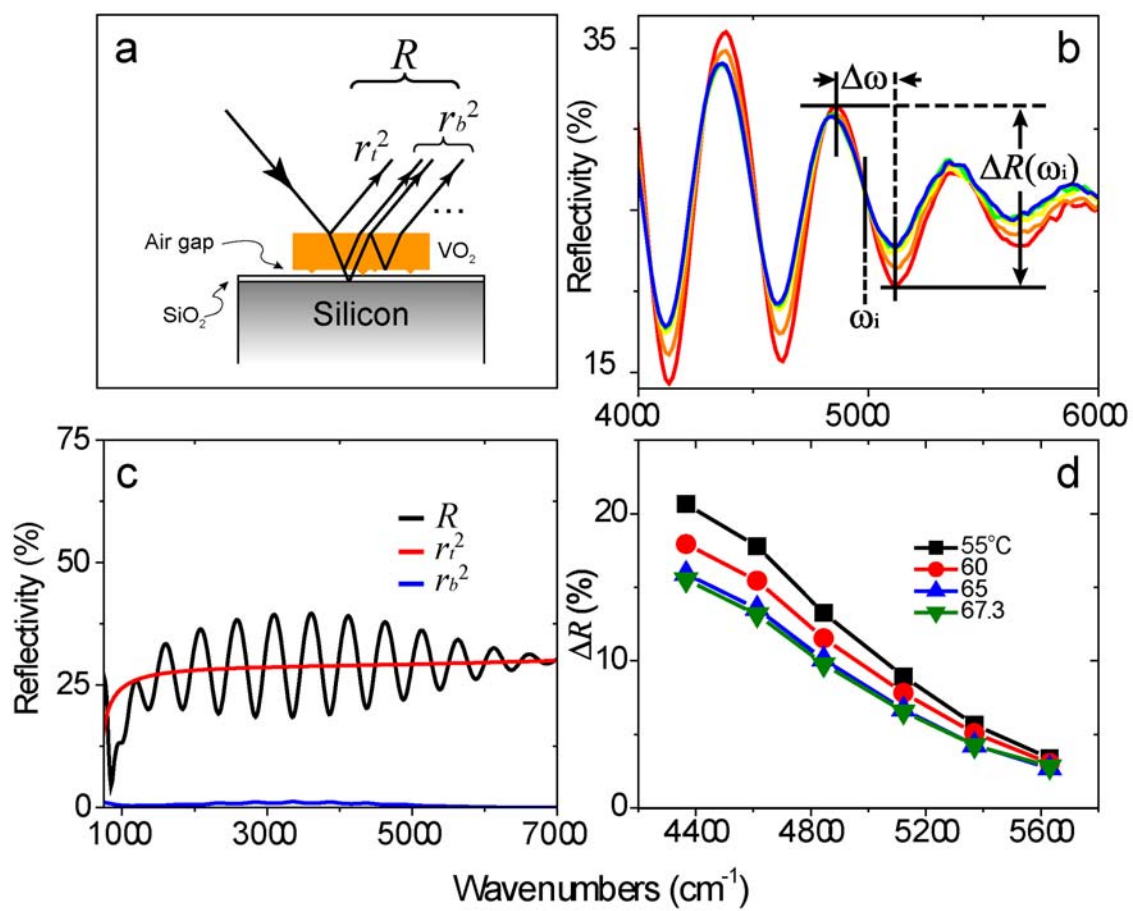 a
R
r_t^2
r_b^2
...
Air gap
VO₂
SiO₂
Silicon
b
Reflectivity (%)
35
15
Δω
ΔR(ωᵢ)
ωᵢ
4000 5000 6000
c
Reflectivity (%)
75
50
25
0
R
r_t^2
r_b^2
1000 3000 5000 7000
d
ΔR (%)
20
10
0
55°C
60
65
67.3
4400 4800 5200 5600
Wavenumbers (cm⁻¹)